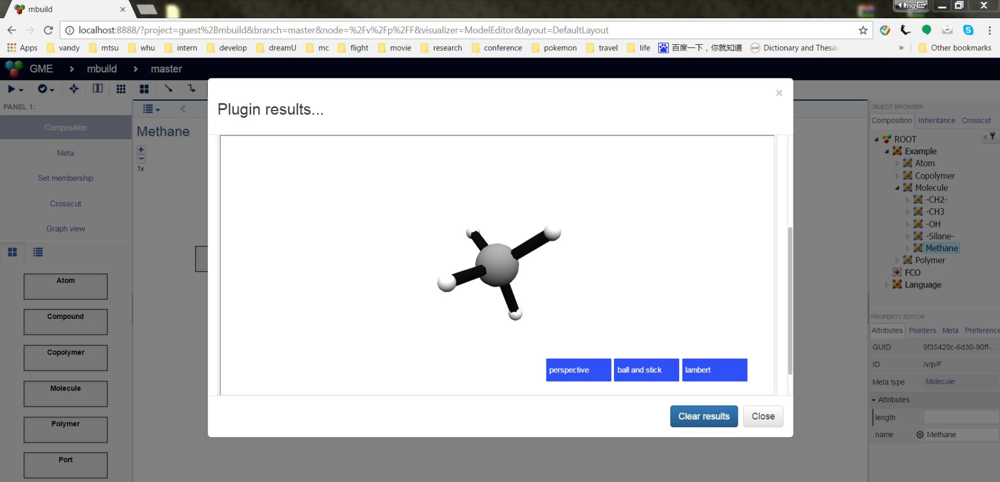 mbuild
localhost:8888/?project=guest%2Bmbuild&branch=master&node=%2Fv%2Fp%2FF&visualizer=ModelEditor&layout=DefaultLayout
Apps vandy mtsu whu intern develop dreamU mc flight movie research conference pokemon travel life 百度一下，你就知道 Dictionary and Thesau » Other bookmarks
GME > mbuild > master
PANEL 1:
Composition
Meta
Set membership
Crosscut
Graph view
Atom
Compound
Copolymer
Molecule
Polymer
Port
Methane
+
−
1x
Plugin results...
×
perspective
ball and stick
lambert
Clear results
Close
OBJECT BROWSER
Composition Inheritance Crosscut
ROOT
Example
Atom
Copolymer
Molecule
-CH2-
-CH3
-OH
-Silane-
Methane
Polymer
FCO
Language
PROPERTY EDITOR
Attributes Pointers Meta Preference
GUID 9f35420c-6d30-90ff-...
ID /v/p/F
Meta type Molecule
Attributes
length
name Methane